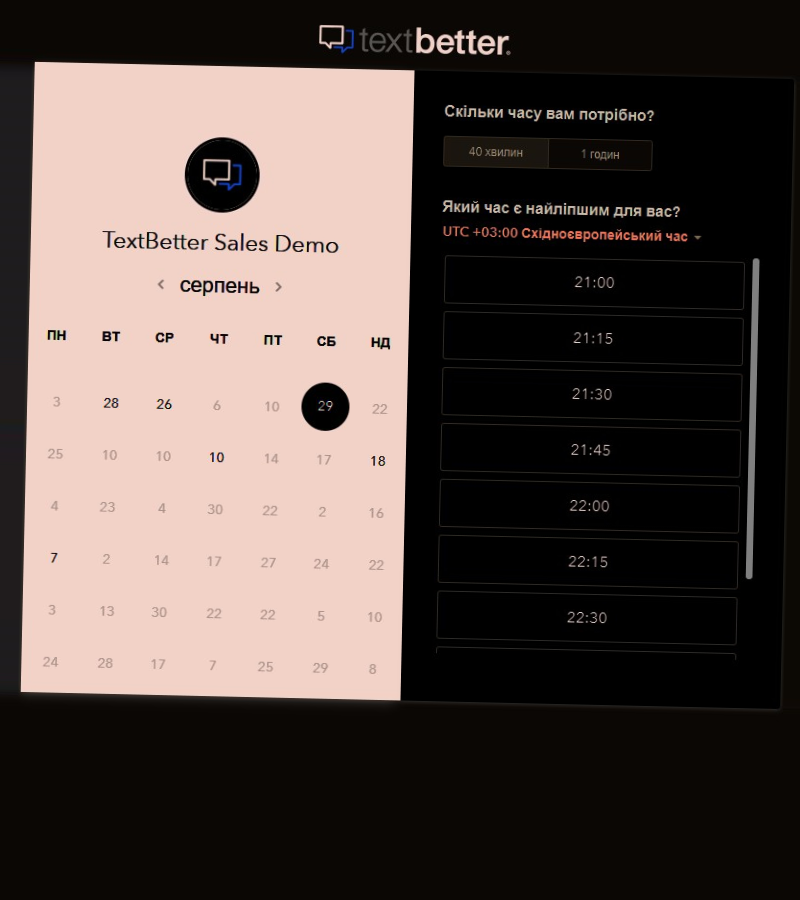 textbetter.
TextBetter Sales Demo
серпень
ПН ВТ СР ЧТ ПТ СБ НД
3 28 26 6 10 29 22
25 10 10 10 14 17 18
4 23 4 30 22 2 16
7 2 14 17 27 24 22
3 13 30 22 22 5 10
24 28 17 7 25 29 8
Скільки часу вам потрібно?
40 хвилин 1 годин
Який час є найліпшим для вас?
UTC +03:00 Східноєвропейський час
21:00
21:15
21:30
21:45
22:00
22:15
22:30